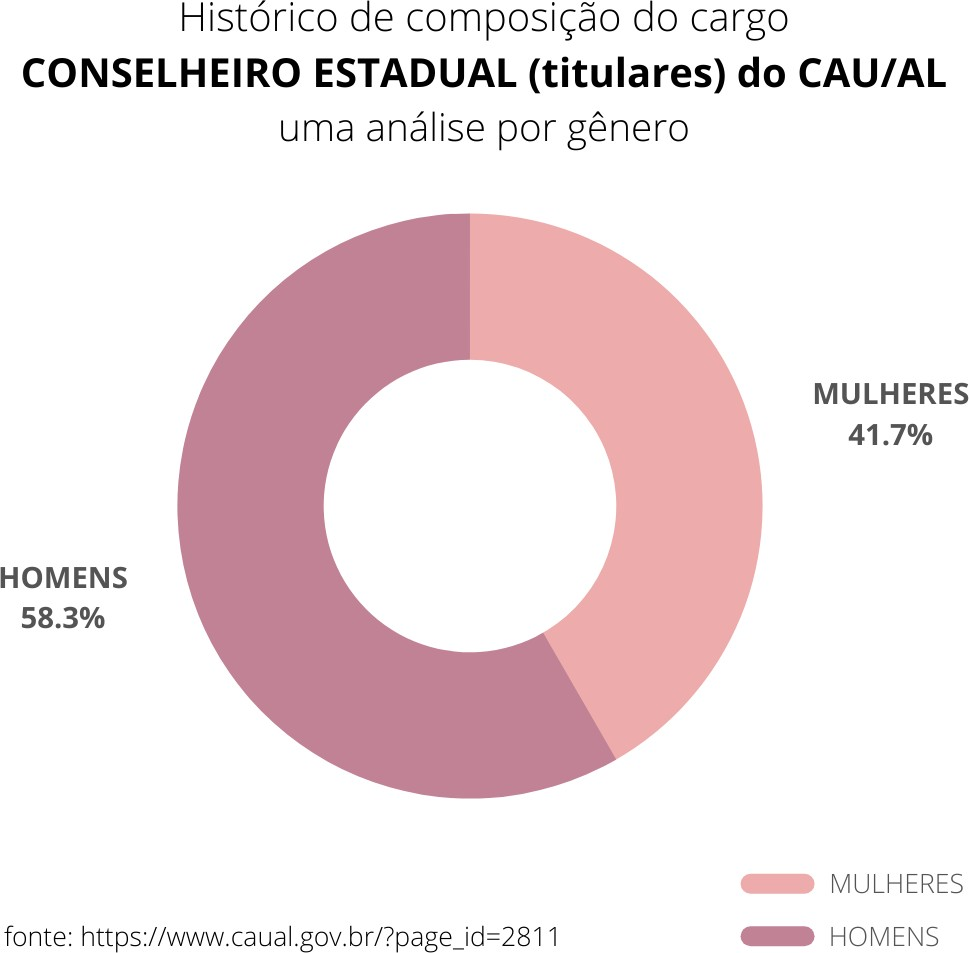 Histórico de composição do cargo
CONSELHEIRO ESTADUAL (titulares) do CAU/AL
uma análise por gênero
MULHERES
41.7%
HOMENS
58.3%
MULHERES
fonte: https://www.caual.gov.br/?page_id=2811
HOMENS